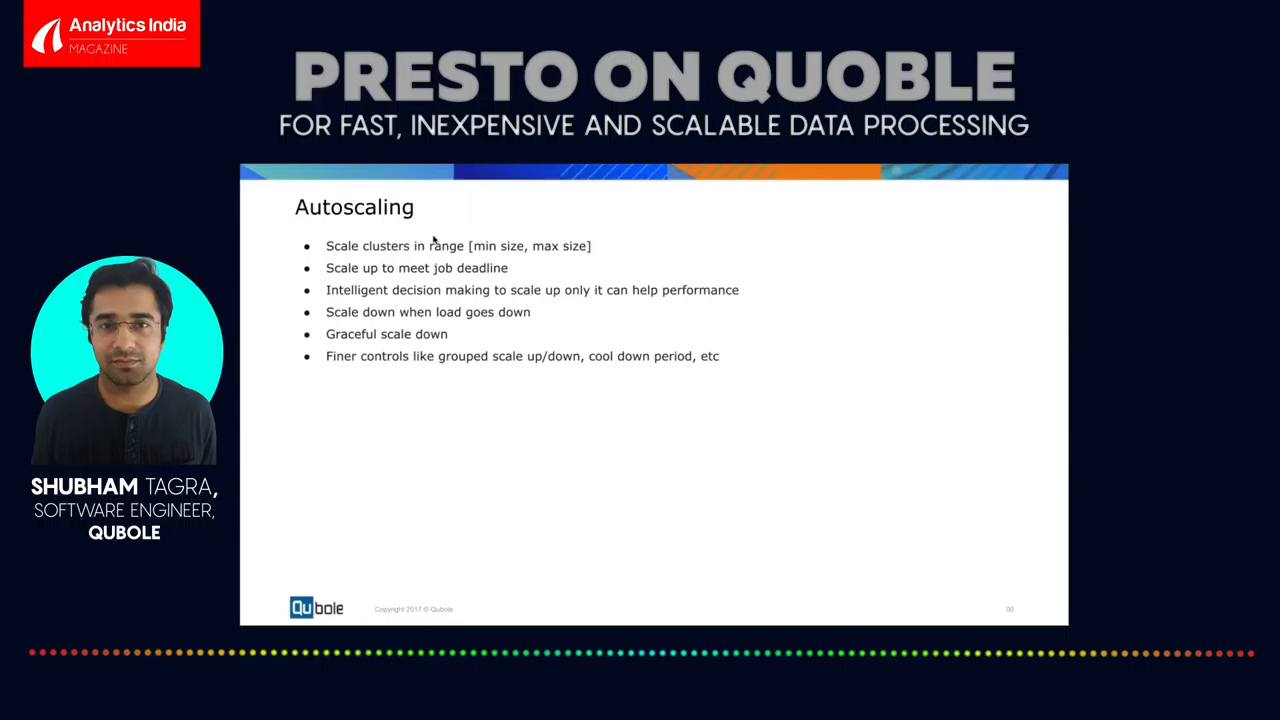 Analytics India
MAGAZINE
PRESTO ON QUOBLE
FOR FAST, INEXPENSIVE AND SCALABLE DATA PROCESSING
Autoscaling
● Scale clusters in range [min size, max size]
● Scale up to meet job deadline
● Intelligent decision making to scale up only it can help performance
● Scale down when load goes down
● Graceful scale down
● Finer controls like grouped scale up/down, cool down period, etc
SHUBHAM TAGRA,
SOFTWARE ENGINEER,
QUBOLE
Qubole
Copyright 2017 © Qubole
00